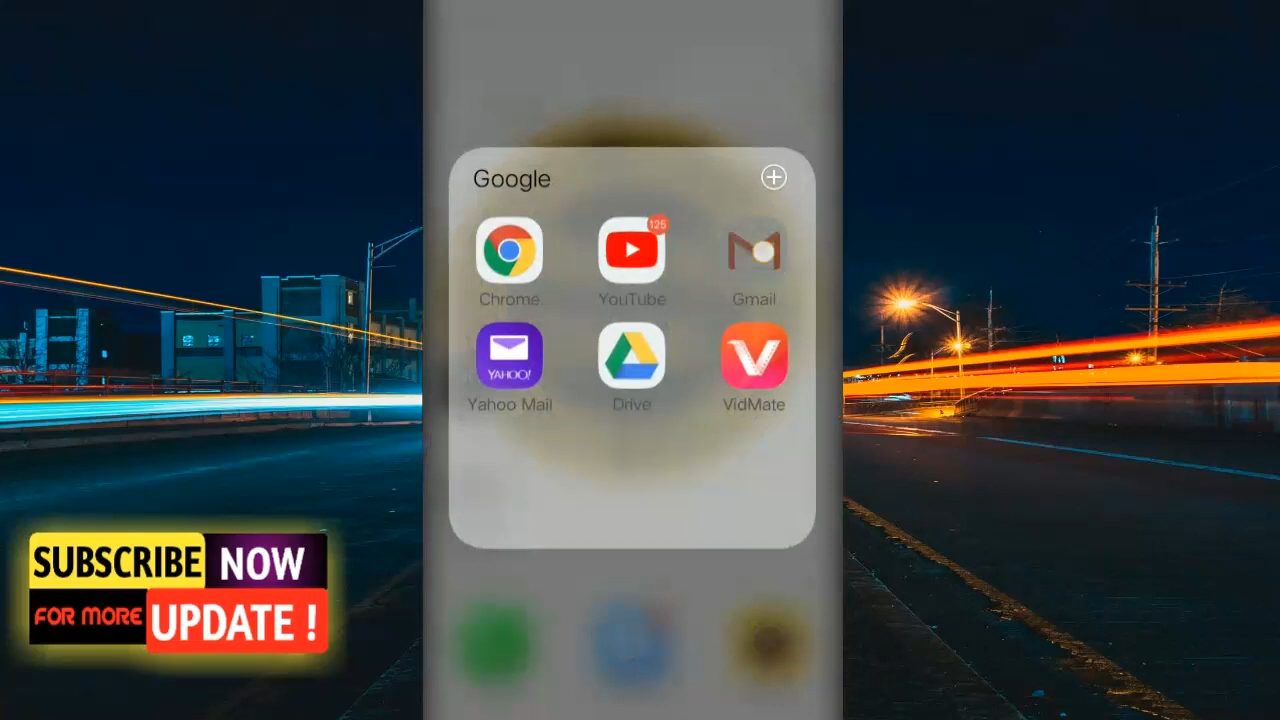 Google
125
Chrome YouTube Gmail
YAHOO!
Yahoo Mail Drive VidMate
SUBSCRIBE NOW
FOR MORE UPDATE !